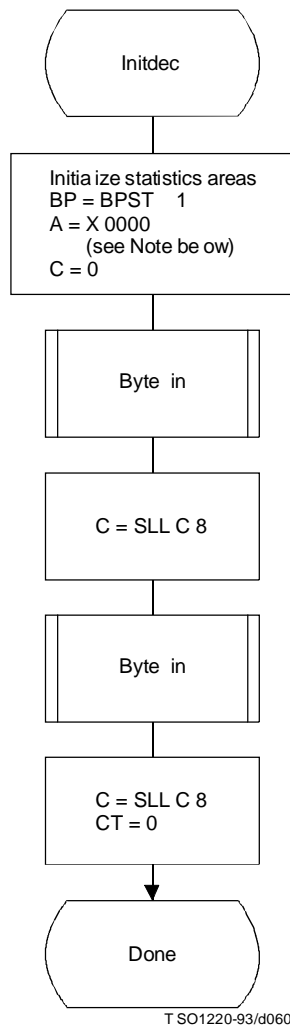 Initdec
Initia ize statistics areas
BP = BPST 1
A = X 0000
(see Note be ow)
C = 0
Byte in
C = SLL C 8
Byte in
C = SLL C 8
CT = 0
Done
T SO1220-93/d060